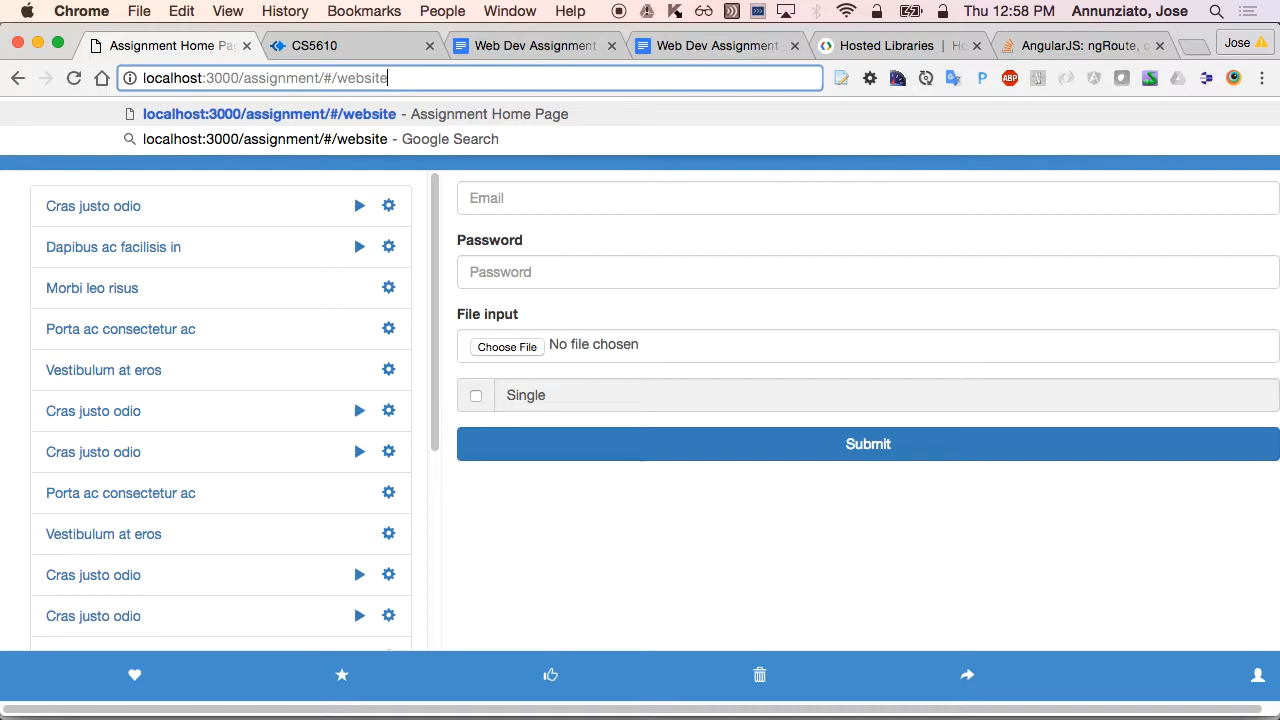 Chrome File Edit View History Bookmarks People Window Help Thu 12:58 PM Annunziato, Jose
Assignment Home Pa CS5610 Web Dev Assignment Web Dev Assignment Hosted Libraries | AngularJS: ngRoute, Jose
localhost:3000/assignment/#/website
localhost:3000/assignment/#/website - Assignment Home Page
localhost:3000/assignment/#/website - Google Search
Cras justo odio
Dapibus ac facilisis in
Morbi leo risus
Porta ac consectetur ac
Vestibulum at eros
Cras justo odio
Cras justo odio
Porta ac consectetur ac
Vestibulum at eros
Cras justo odio
Cras justo odio
Email
Password
Password
File input
Choose File No file chosen
Single
Submit